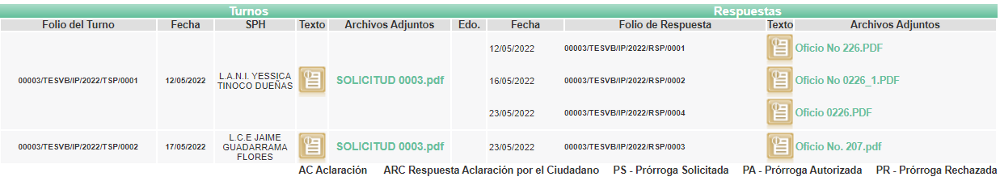 Turnos Respuestas
Folio del Turno Fecha SPH Texto Archivos Adjuntos Edo. Fecha Folio de Respuesta Texto Archivos Adjuntos
00003/TESVB/IP/2022/TSP/0001 12/05/2022 L.A.N.I. YESSICA
TINOCO DUEÑAS SOLICITUD 0003.pdf
12/05/2022 00003/TESVB/IP/2022/RSP/0001 Oficio No 226.PDF
16/05/2022 00003/TESVB/IP/2022/RSP/0002 Oficio No 0226_1.PDF
23/05/2022 00003/TESVB/IP/2022/RSP/0004 Oficio 0226.PDF
00003/TESVB/IP/2022/TSP/0002 17/05/2022 L.C.E JAIME
GUADARRAMA
FLORES SOLICITUD 0003.pdf
23/05/2022 00003/TESVB/IP/2022/RSP/0003 Oficio No. 207.pdf
AC Aclaración ARC Respuesta Aclaración por el Ciudadano PS - Prórroga Solicitada PA - Prórroga Autorizada PR - Prórroga Rechazada